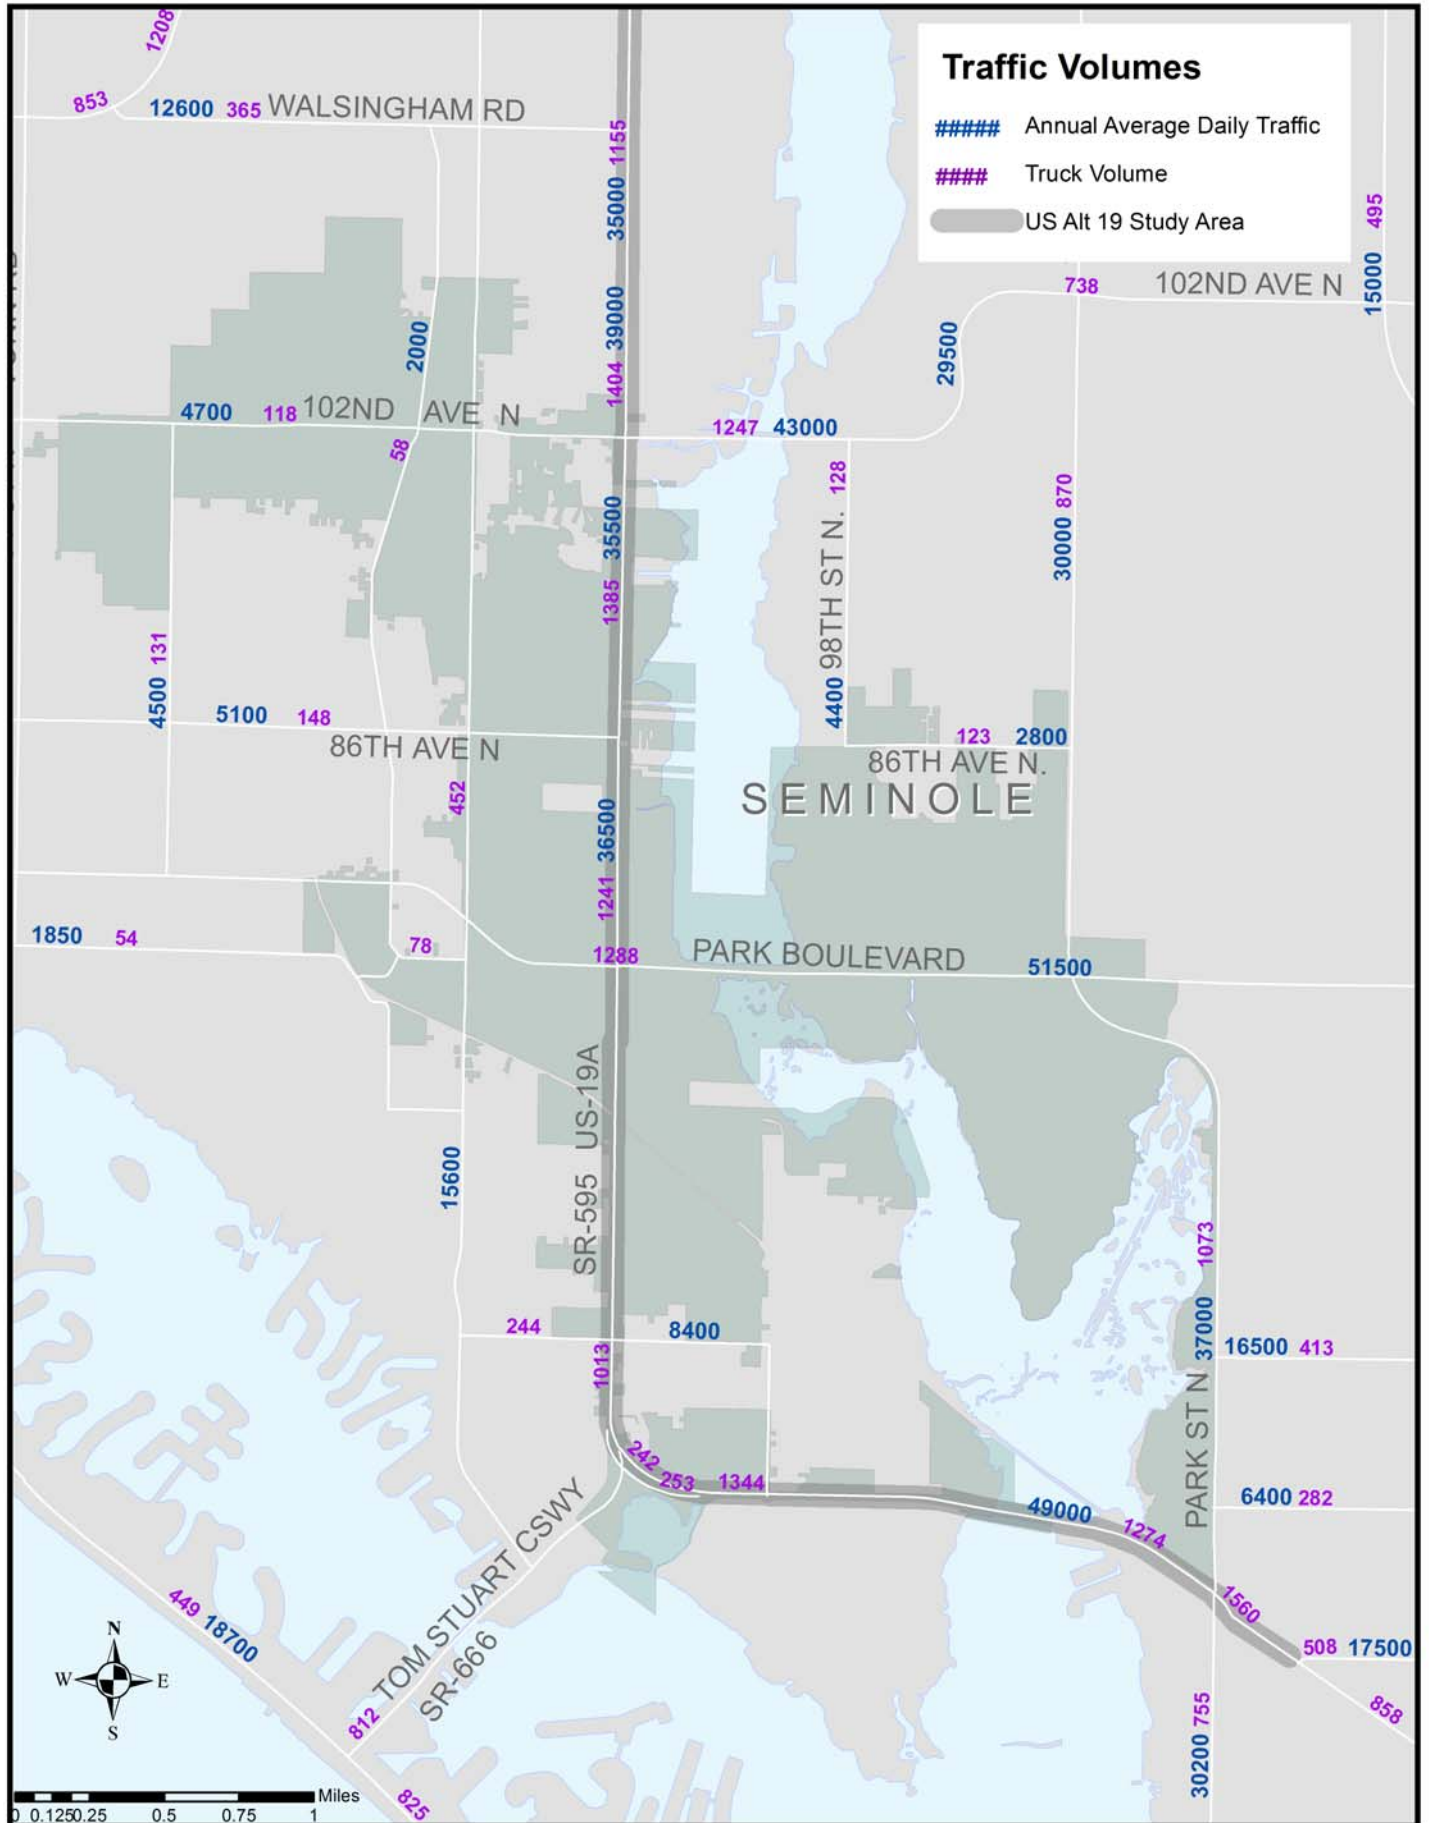 Traffic Volumes
##### Annual Average Daily Traffic
#### Truck Volume
US Alt 19 Study Area
1208
853
12600 365 WALSINGHAM RD
1155
35000
495
738
102ND AVE N
15000
39000
2000
29500
1404
4700 118 102ND AVE N
1247 43000
58
128
870
35500
30000
98TH ST N.
1385
131
4500
4400
5100 148
123 2800
86TH AVE N
86TH AVE N.
SEMINOLE
452
36500
1241
1850 54
78
1288
PARK BOULEVARD
51500
US-19A
15600
SR-595
1073
37000
244
8400
16500 413
1013
PARK ST N
242
253
1344
6400 282
49000
1274
TOM STUART CSWY
SR-666
449
18700
1560
508 17500
N
W E
S
812
755
858
30200
825
Miles
0 0.125 0.25 0.5 0.75 1